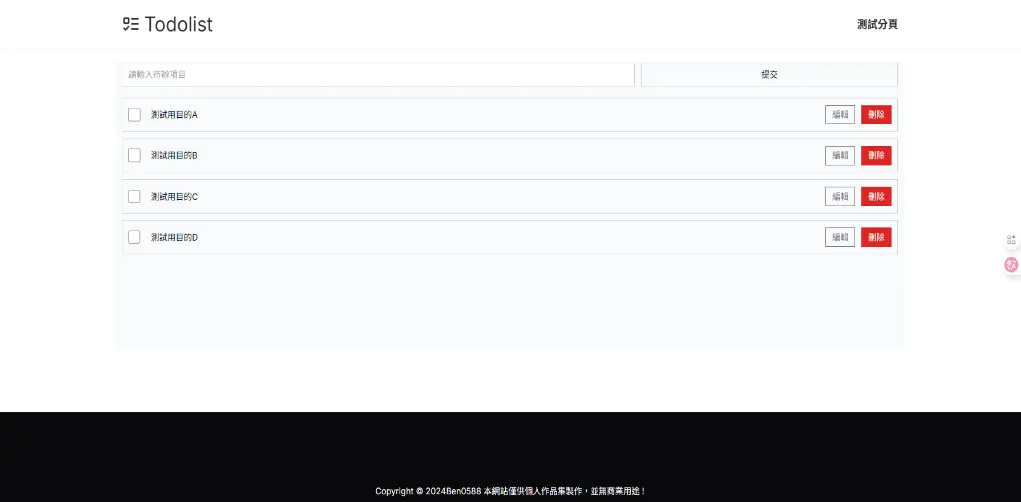 Todolist
測試分頁
請輸入待辦項目
提交
測試用目的A
編輯
刪除
測試用目的B
編輯
刪除
測試用目的C
編輯
刪除
測試用目的D
編輯
刪除
Copyright © 2024Ben0588 本網站僅供個人作品集製作，並無商業用途 !